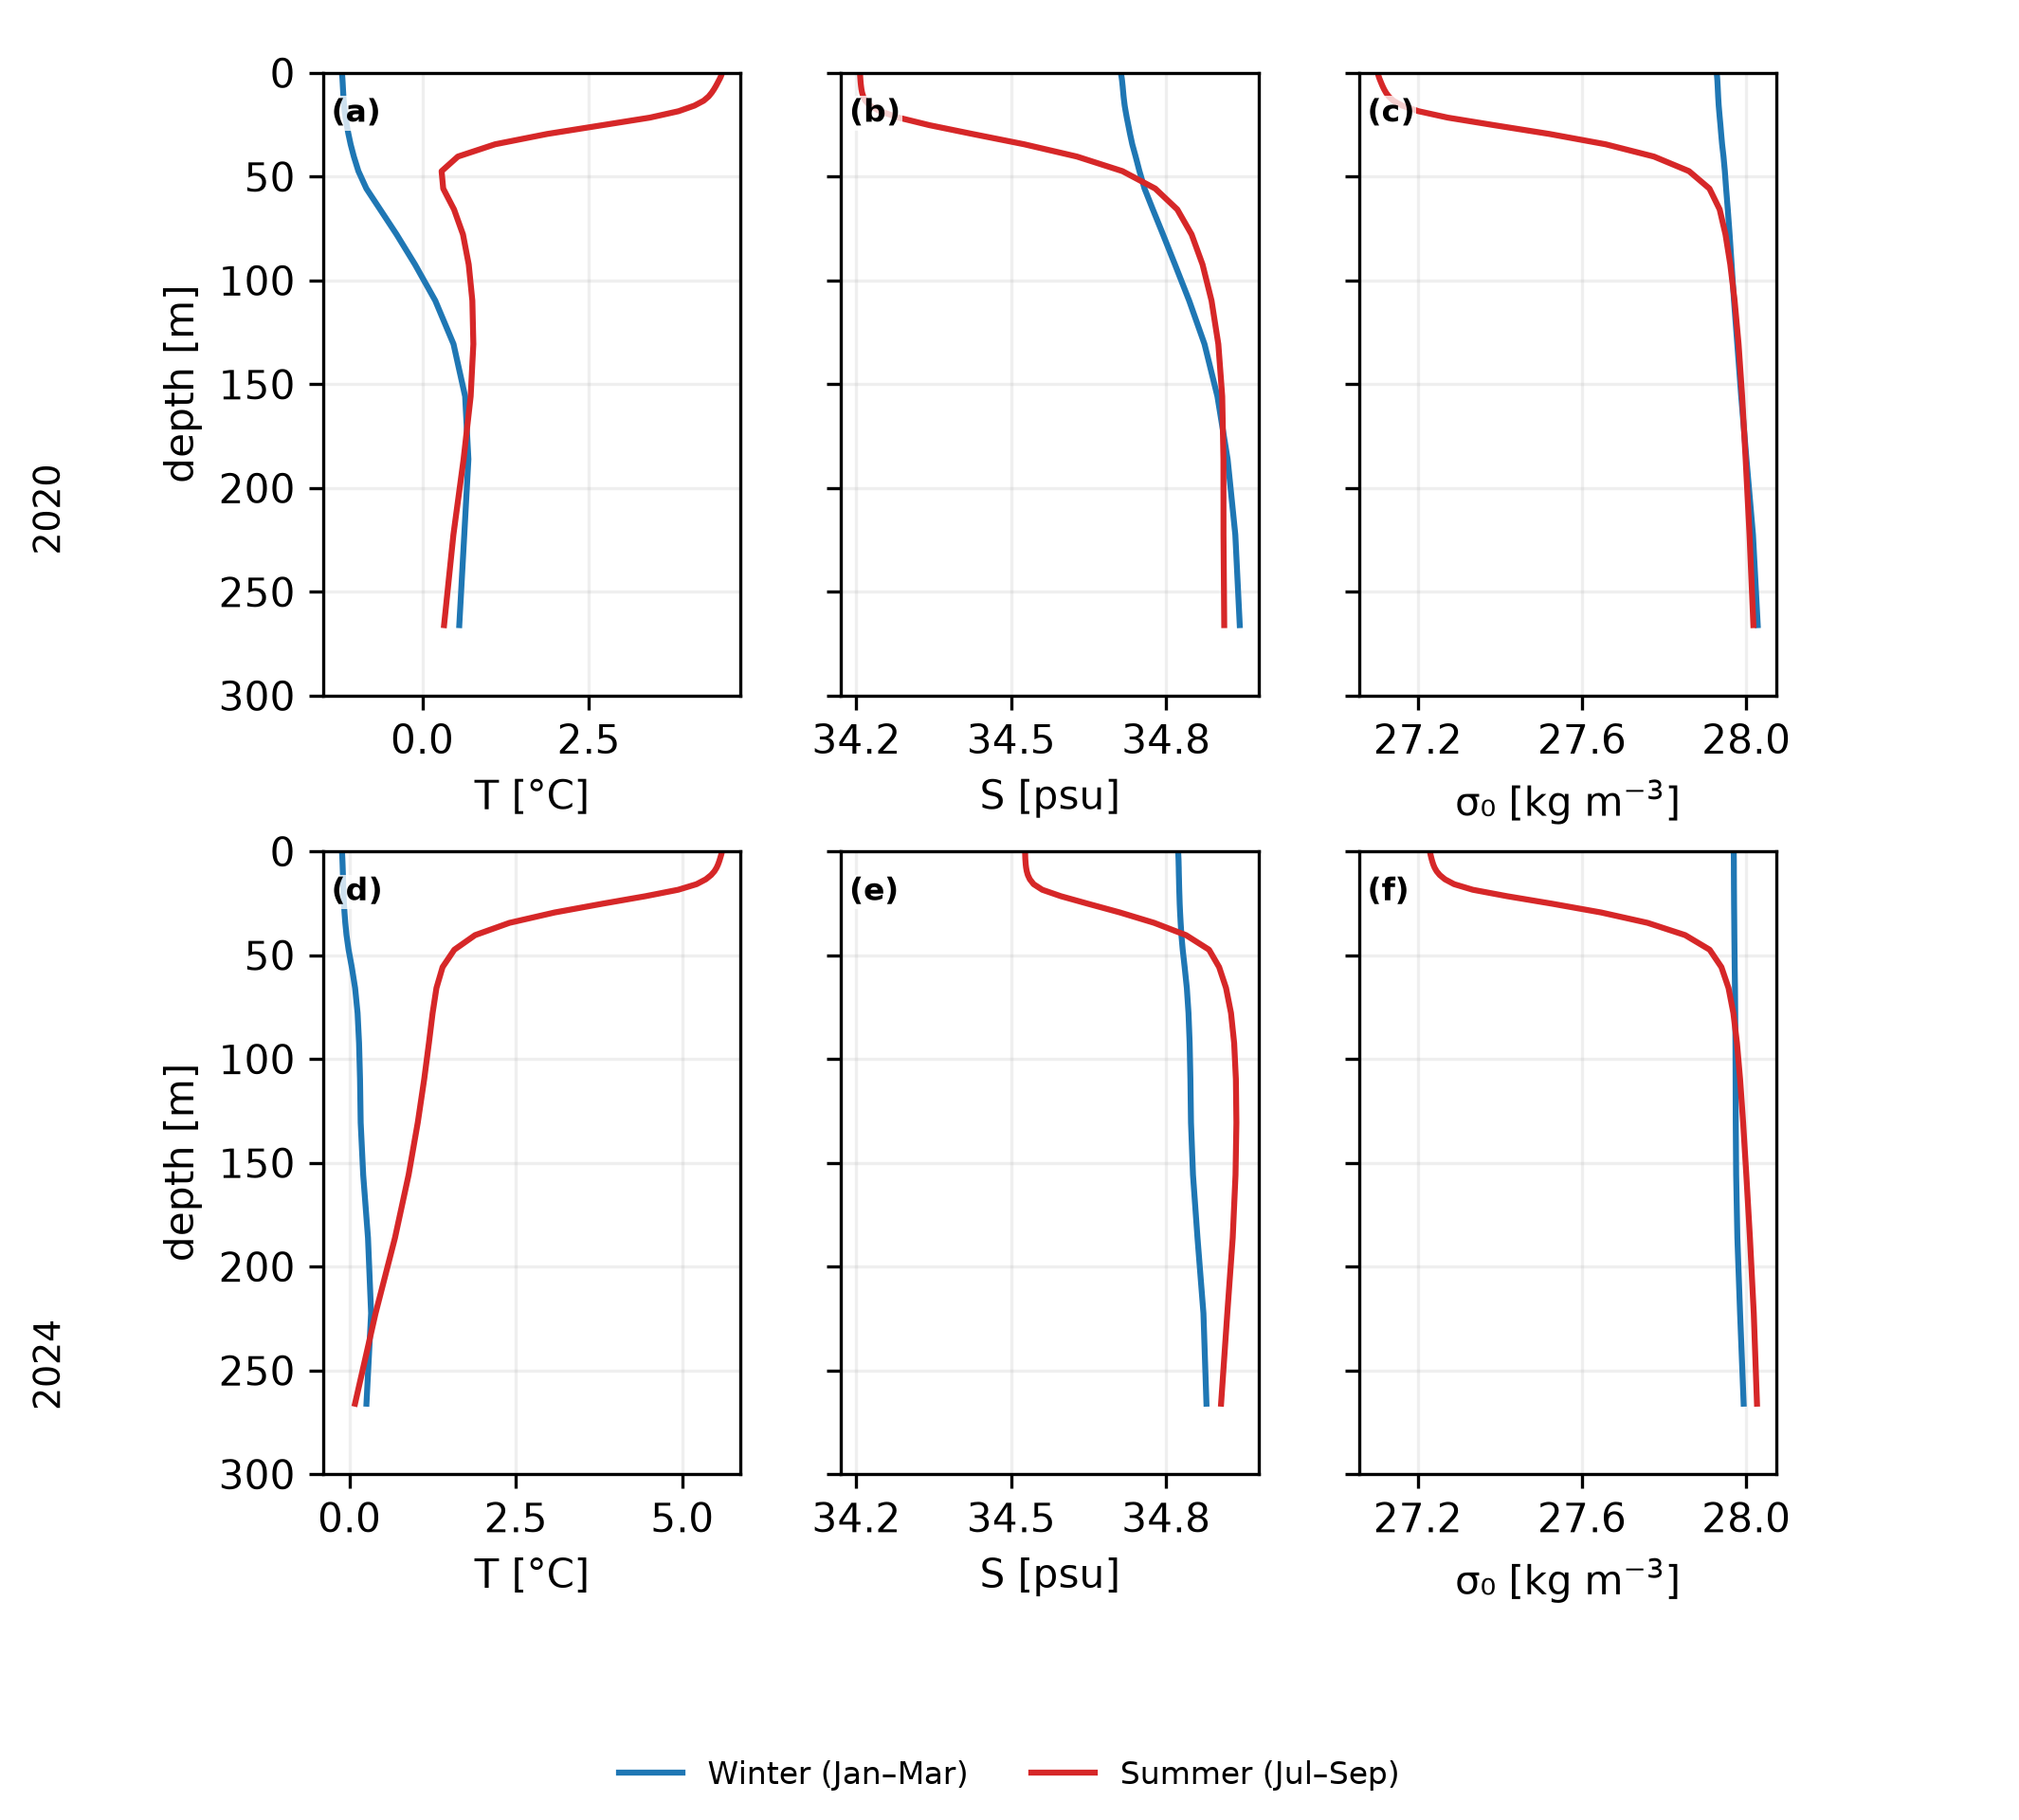 2020
depth [m]
0
50
100
150
200
250
300
(a)
0.0 2.5
T [°C]
(b)
34.2 34.5 34.8
S [psu]
(c)
27.2 27.6 28.0
σ₀ [kg m⁻³]
2024
depth [m]
0
50
100
150
200
250
300
(d)
0.0 2.5 5.0
T [°C]
(e)
34.2 34.5 34.8
S [psu]
(f)
27.2 27.6 28.0
σ₀ [kg m⁻³]
Winter (Jan–Mar) Summer (Jul–Sep)